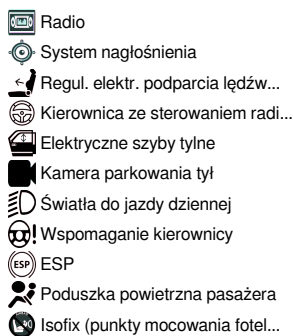 Radio
System nagłośnienia
Regul. elektr. podparcia lędźw...
Kierownica ze sterowaniem radi...
Elektryczne szyby tylne
Kamera parkowania tył
Światła do jazdy dziennej
Wspomaganie kierownicy
ESP ESP
Poduszka powietrzna pasażera
Isofix (punkty mocowania fotel...